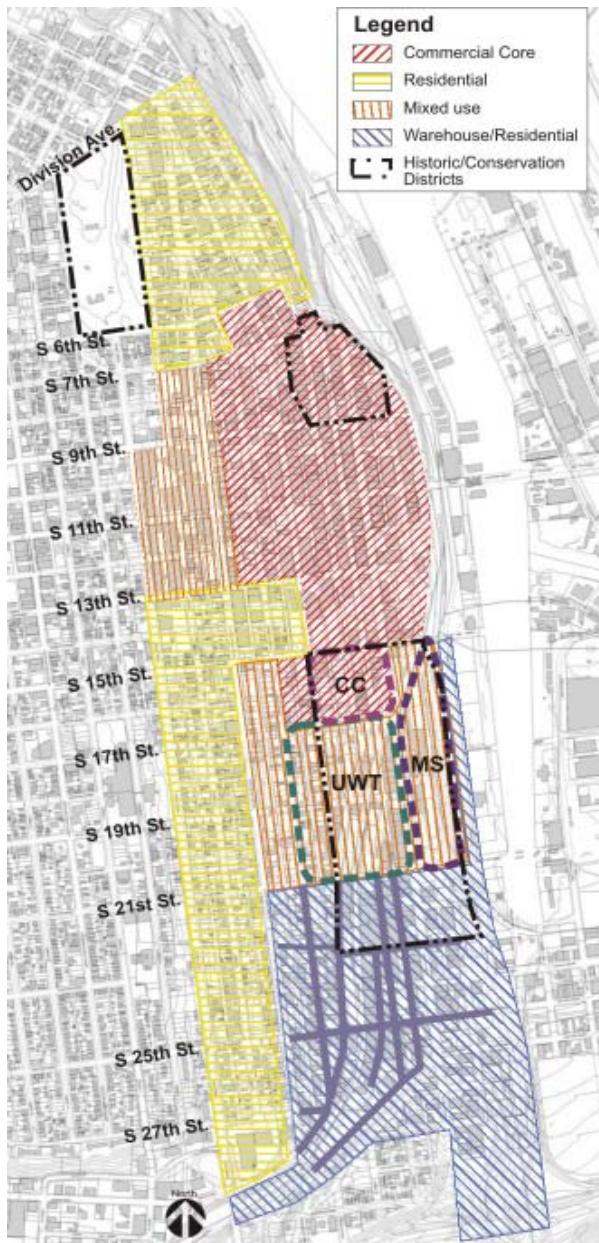 Legend
Commercial Core
Residential
Mixed use
Warehouse/Residential
Historic/Conservation
Districts
Division Ave.
S 6th St.
S 7th St.
S 9th St.
S 11th St.
S 13th St.
S 15th St.
CC
S 17th St.
MS
UWT
S 19th St.
S 21st St.
S 25th St.
S 27th St.
North